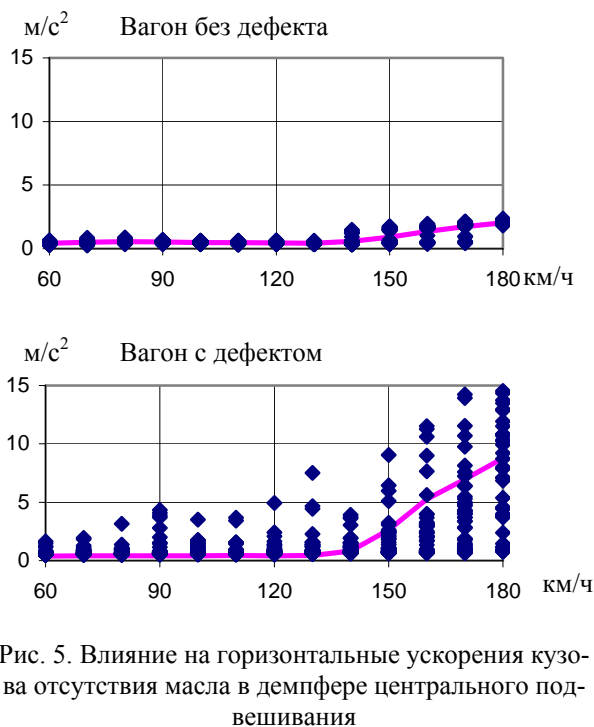 м/с² Вагон без дефекта
15
10
5
0
60 90 120 150 180 км/ч
м/с² Вагон с дефектом
15
10
5
0
60 90 120 150 180 км/ч
Рис. 5. Влияние на горизонтальные ускорения кузо-
ва отсутствия масла в демпфере центрального под-
вешивания